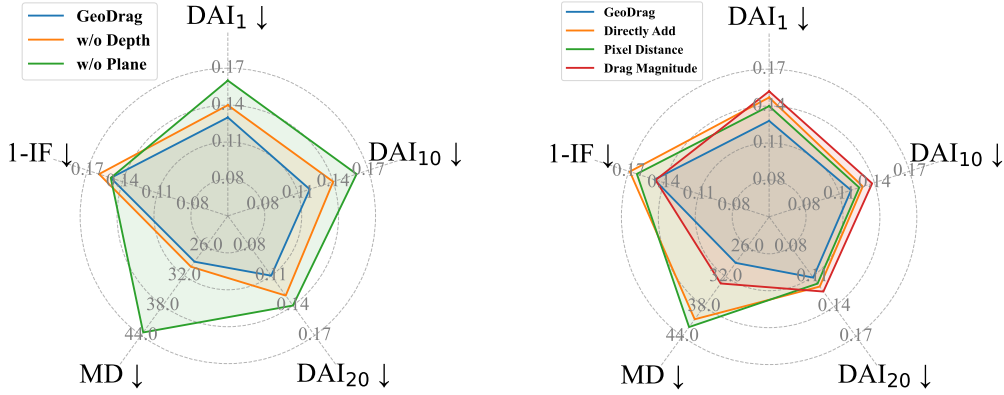 GeoDrag
w/o Depth
w/o Plane
DAI₁ ↓
0.17
0.14
0.11
0.08
DAI₁₀ ↓
0.17
0.14
0.11
0.08
1-IF ↓
0.17
0.14
0.11
0.08
26.0
32.0
38.0
44.0
MD ↓
0.08
0.11
0.14
0.17
DAI₂₀ ↓
GeoDrag
Directly Add
Pixel Distance
Drag Magnitude
DAI₁ ↓
0.17
0.14
0.11
0.08
DAI₁₀ ↓
0.17
0.14
0.11
0.08
1-IF ↓
0.17
0.14
0.11
0.08
26.0
32.0
38.0
44.0
MD ↓
0.08
0.11
0.14
0.17
DAI₂₀ ↓